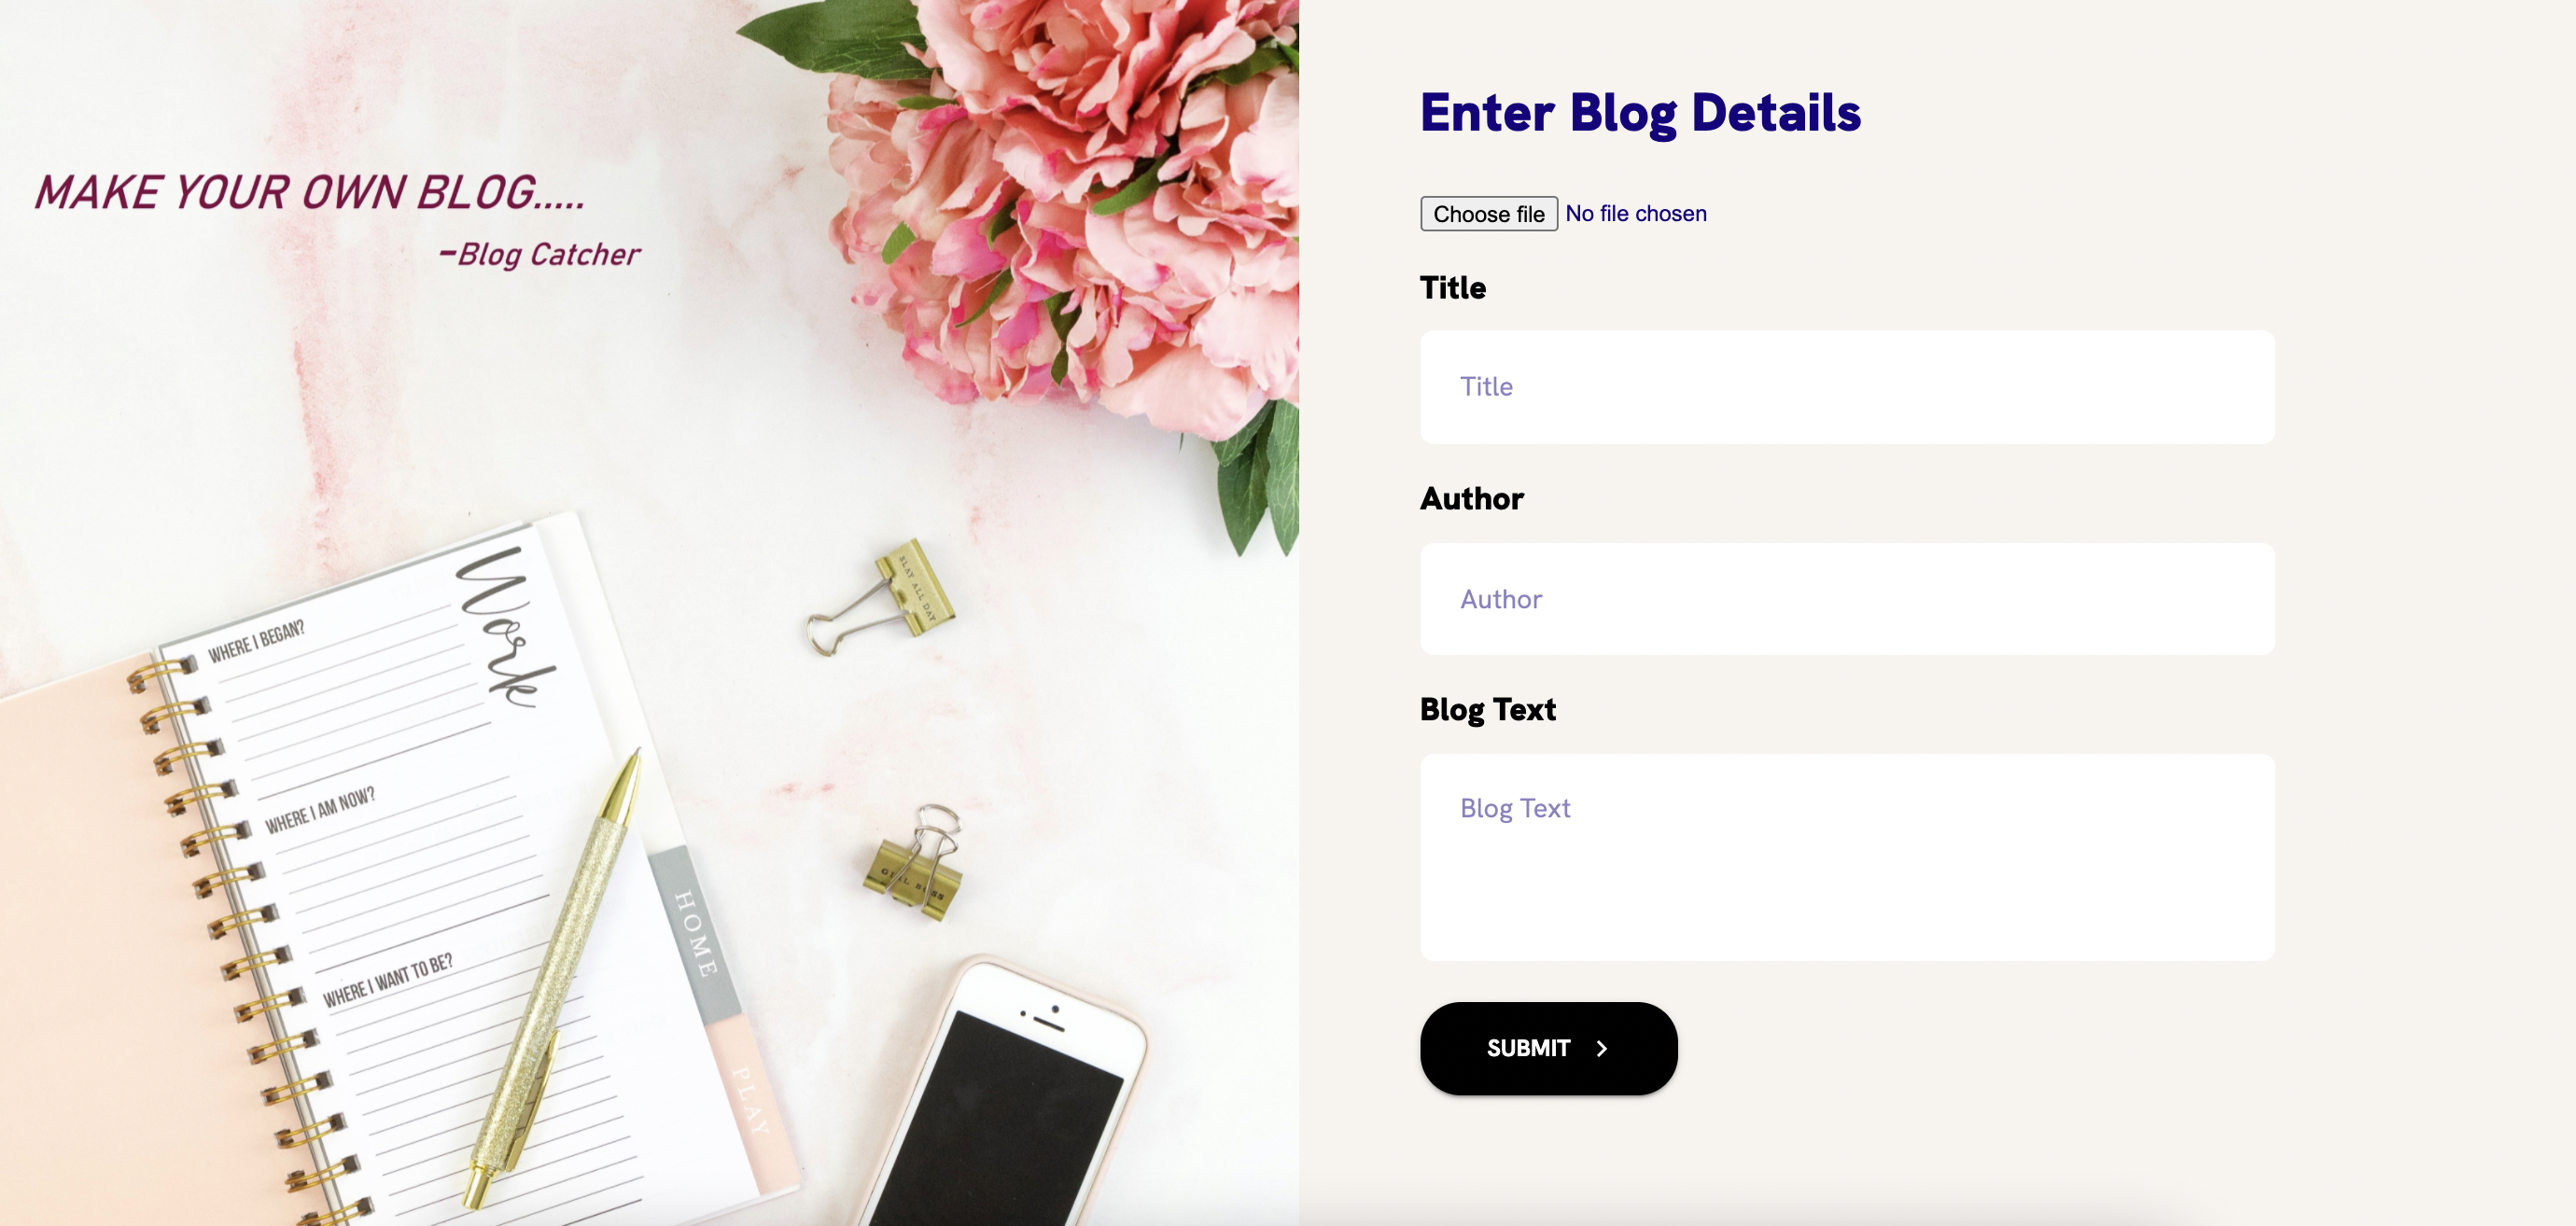 MAKE YOUR OWN BLOG.....
–Blog Catcher
Work
WHERE I BEGAN?
WHERE I AM NOW?
WHERE I WANT TO BE?
HOME
PLAY
SLAY ALL DAY
GIRL BOSS
Enter Blog Details
Choose file No file chosen
Title
Title
Author
Author
Blog Text
Blog Text
SUBMIT